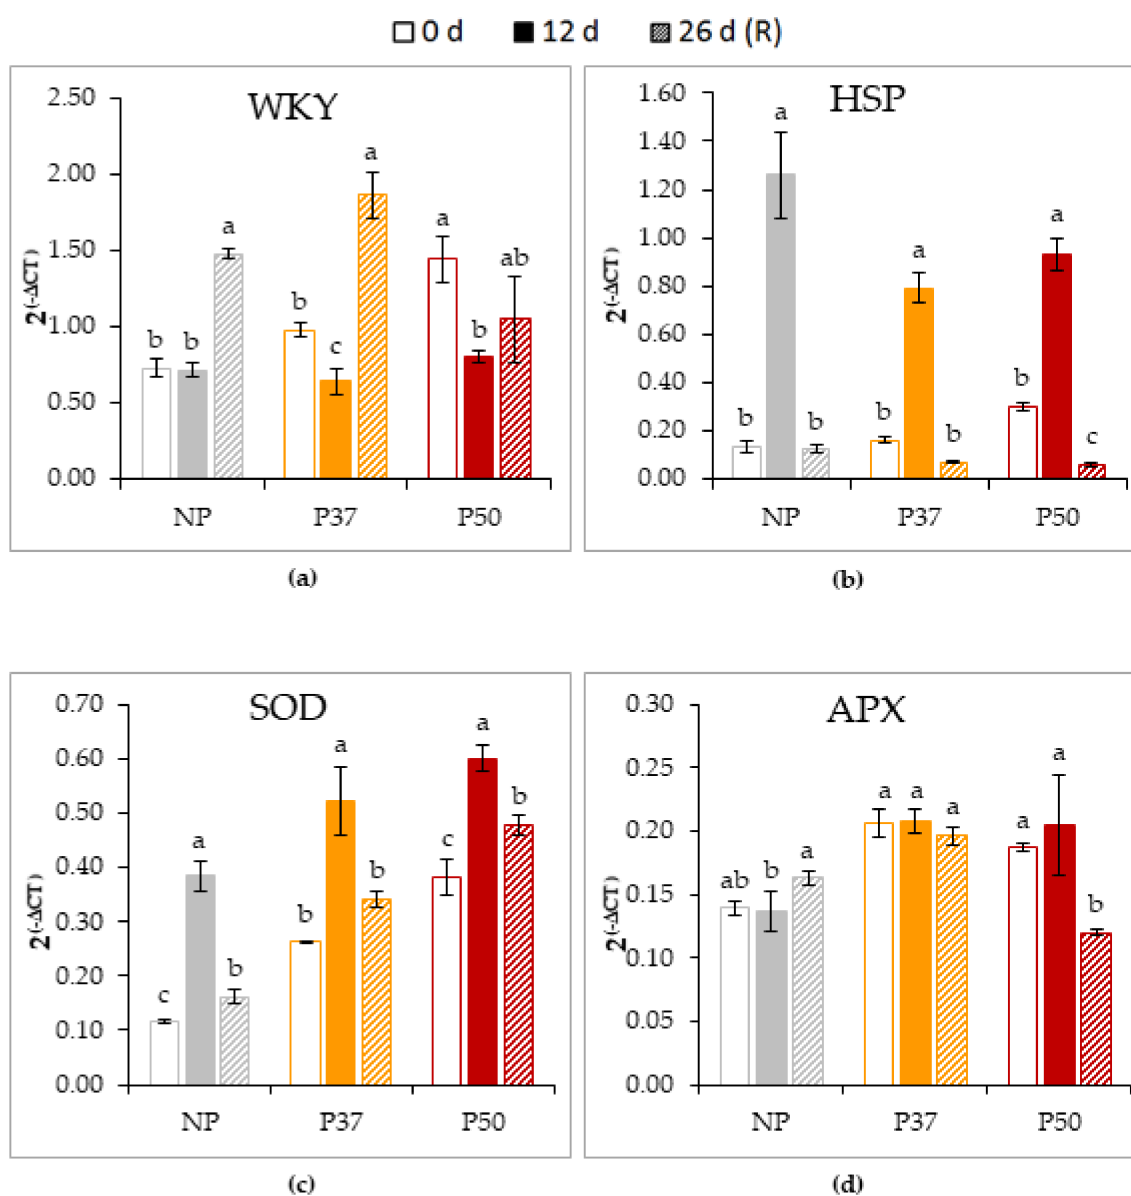 0 d 12 d 26 d (R)
WKY
2.50
2.00
1.50
1.00
0.50
0.00
2(-ΔCT)
b b a
b c a
a b ab
NP P37 P50
(a)
HSP
1.60
1.40
1.20
1.00
0.80
0.60
0.40
0.20
0.00
2(-ΔCT)
b a b
b a b
b a c
NP P37 P50
(b)
SOD
0.70
0.60
0.50
0.40
0.30
0.20
0.10
0.00
2(-ΔCT)
c a b
b a b
c a b
NP P37 P50
(c)
APX
0.30
0.25
0.20
0.15
0.10
0.05
0.00
2(-ΔCT)
ab b a
a a a
a a b
NP P37 P50
(d)